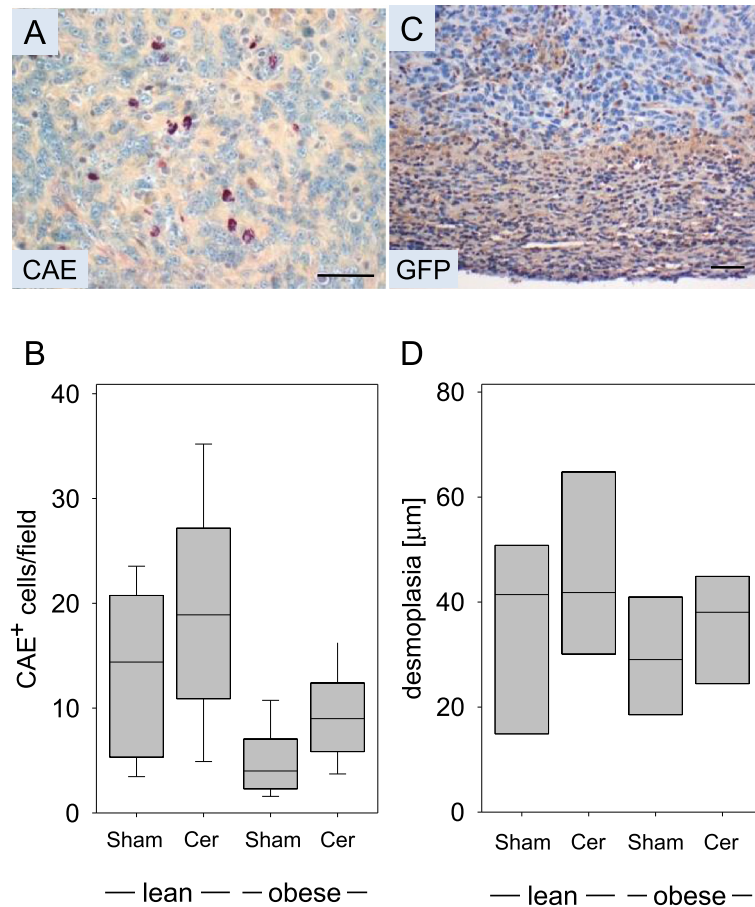 A
CAE
C
GFP
B
40
30
20
10
0
CAE+ cells/field
Sham Cer Sham Cer
lean obese
D
80
60
40
20
0
desmoplasia [µm]
Sham Cer Sham Cer
lean obese